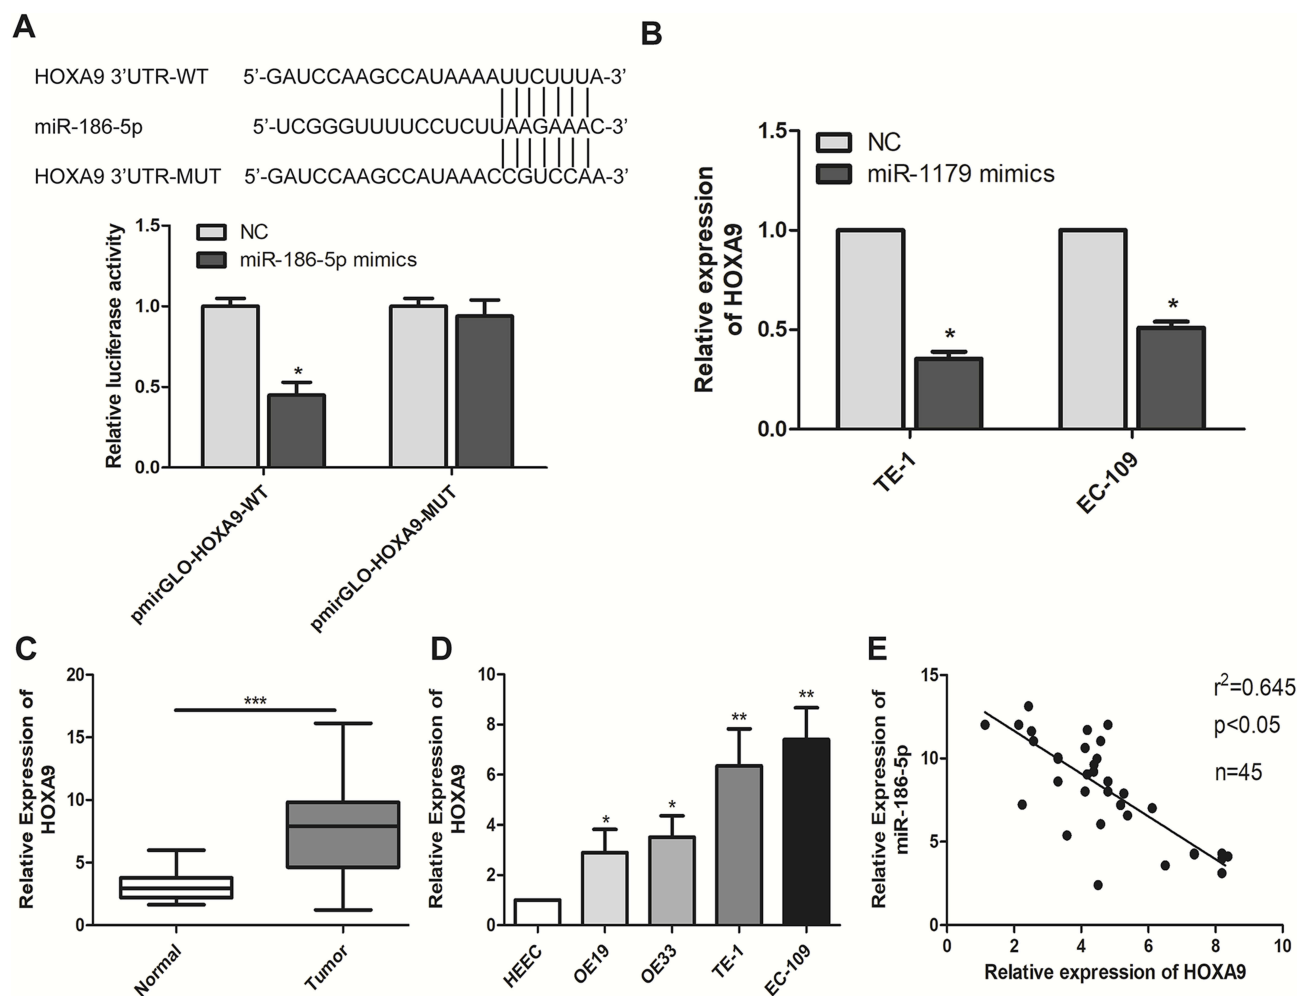 A
HOXA9 3'UTR-WT 5'-GAUCCAAGCCAUAAAAUUCUUUA-3'
miR-186-5p 5'-UCGGGUUUUCCUCUUAAGAAAC-3'
HOXA9 3'UTR-MUT 5'-GAUCCAAGCCAUAAACCGUCCAA-3'
Relative luciferase activity
1.5
1.0
0.5
0.0
NC
miR-186-5p mimics
*
pmirGLO-HOXA9-WT
pmirGLO-HOXA9-MUT
B
Relative expression
of HOXA9
1.5
1.0
0.5
0.0
NC
miR-1179 mimics
*
*
TE-1
EC-109
C
Relative Expression of
HOXA9
20
15
10
5
0
***
Normal
Tumor
D
Relative Expression of
HOXA9
10
8
6
4
2
0
*
*
**
**
HEEC
OE19
OE33
TE-1
EC-109
E
Relative Expression of
miR-186-5p
15
10
5
0
r²=0.645
p<0.05
n=45
0 2 4 6 8 10
Relative expression of HOXA9